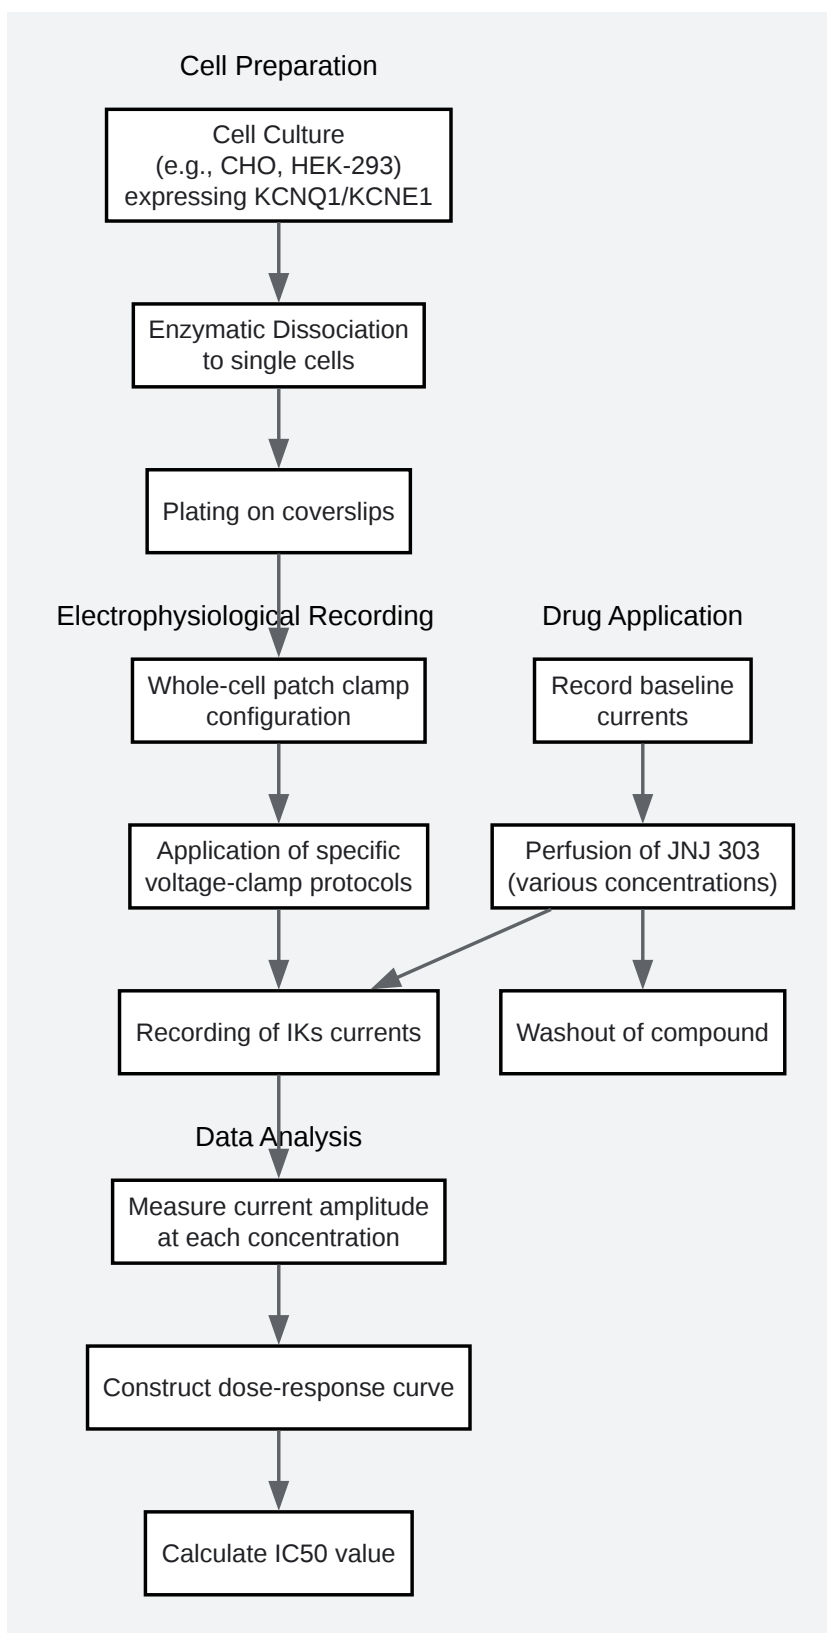 Cell Preparation
Cell Culture
(e.g., CHO, HEK-293)
expressing KCNQ1/KCNE1
Enzymatic Dissociation
to single cells
Plating on coverslips
Electrophysiological Recording
Whole-cell patch clamp
configuration
Application of specific
voltage-clamp protocols
Recording of IKs currents
Drug Application
Record baseline
currents
Perfusion of JNJ 303
(various concentrations)
Washout of compound
Data Analysis
Measure current amplitude
at each concentration
Construct dose-response curve
Calculate IC50 value